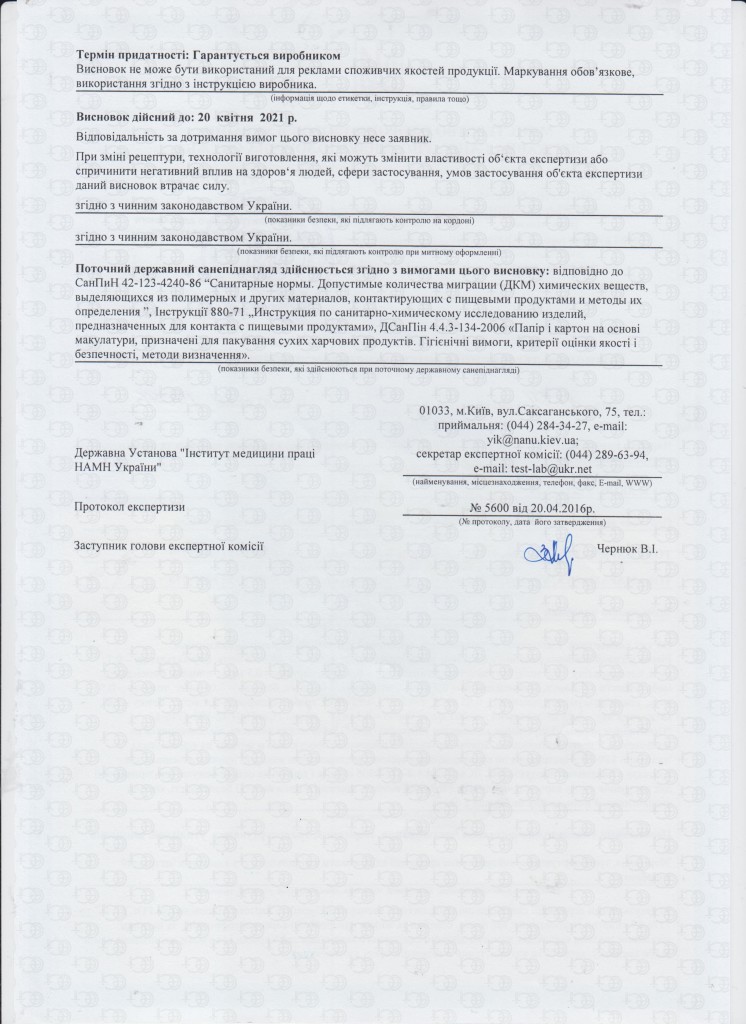 Термін придатності: Гарантується виробником
Висновок не може бути використаний для реклами споживчих якостей продукції. Маркування обов’язкове,
використання згідно з інструкцією виробника.
(інформація щодо етикетки, інструкція, правила тощо)
Висновок дійсний до: 20 квітня 2021 р.
Відповідальність за дотримання вимог цього висновку несе заявник.
При зміні рецептури, технології виготовлення, які можуть змінити властивості об‘єкта експертизи або
спричинити негативний вплив на здоров‘я людей, сфери застосування, умов застосування об'єкта експертизи
даний висновок втрачає силу.
згідно з чинним законодавством України.
(показники безпеки, які підлягають контролю на кордоні)
згідно з чинним законодавством України.
(показники безпеки, які підлягають контролю при митному оформленні)
Поточний державний санепіднагляд здійснюється згідно з вимогами цього висновку: відповідно до
СанПиН 42-123-4240-86 “Санитарные нормы. Допустимые количества миграции (ДКМ) химических веществ,
выделяющихся из полимерных и других материалов, контактирующих с пищевыми продуктами и методы их
определения ”, Інструкції 880-71 „Инструкция по санитарно-химическому исследованию изделий,
предназначенных для контакта с пищевыми продуктами», ДСанПін 4.4.3-134-2006 «Папір і картон на основі
макулатури, призначені для пакування сухих харчових продуктів. Гігієнічні вимоги, критерії оцінки якості і
безпечності, методи визначення».
(показники безпеки, які здійснюються при поточному державному санепіднагляді)
01033, м.Київ, вул.Саксаганського, 75, тел.:
приймальня: (044) 284-34-27, e-mail:
yik@nanu.kiev.ua;
секретар експертної комісії: (044) 289-63-94,
e-mail: test-lab@ukr.net
(найменування, місцезнаходження, телефон, факс, E-mail, WWW)
Державна Установа "Інститут медицини праці
НАМН України"
Протокол експертизи
№ 5600 від 20.04.2016р.
(№ протоколу, дата його затвердження)
Заступник голови експертної комісії
Чернюк В.І.